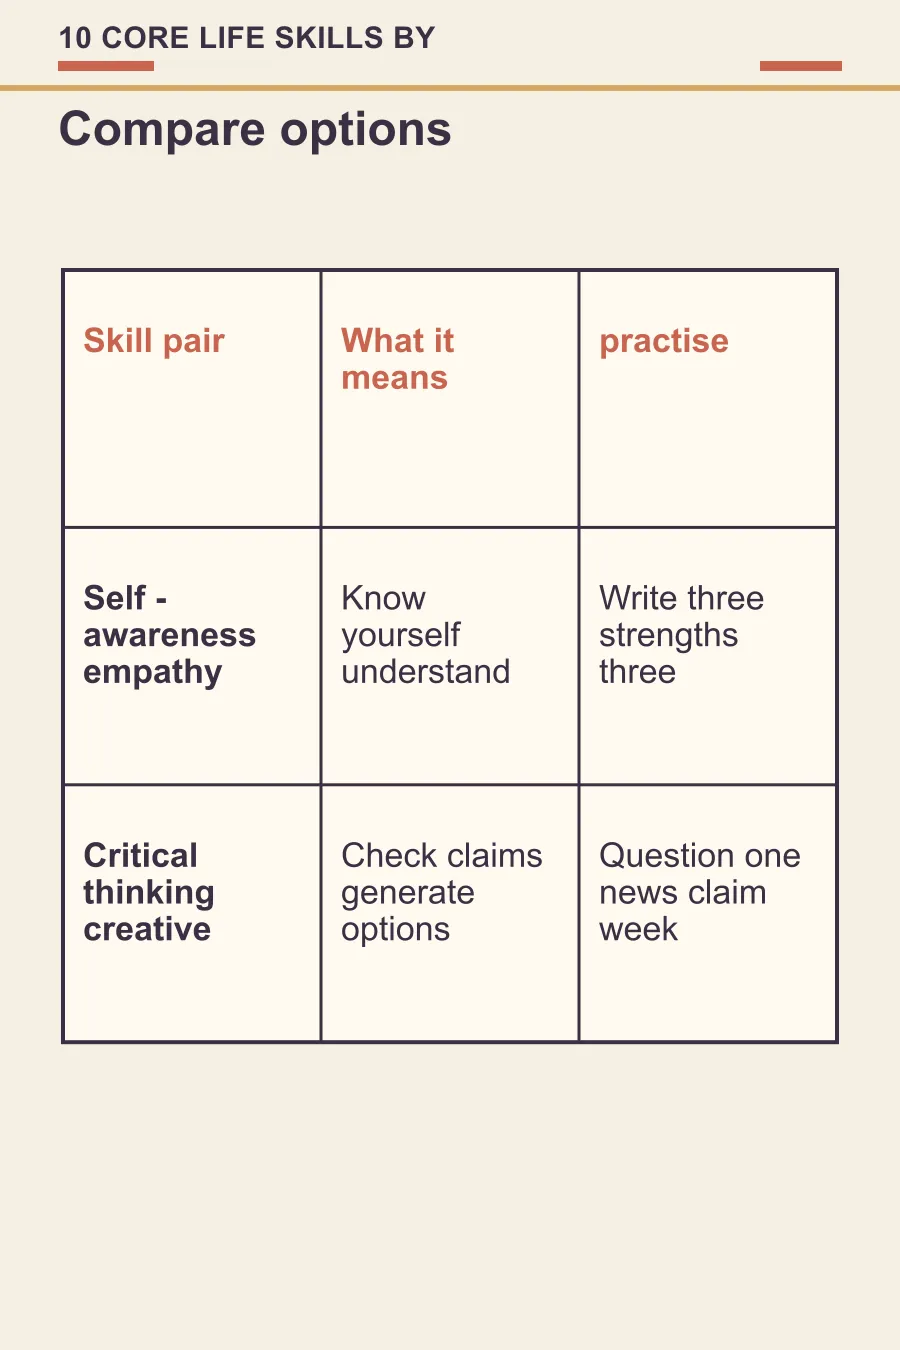 10 CORE LIFE SKILLS BY
Compare options
Skill pair
What it
means
practise
Self -
awareness
empathy
Know
yourself
understand
Write three
strengths
three
Critical
thinking
creative
Check claims
generate
options
Question one
news claim
week